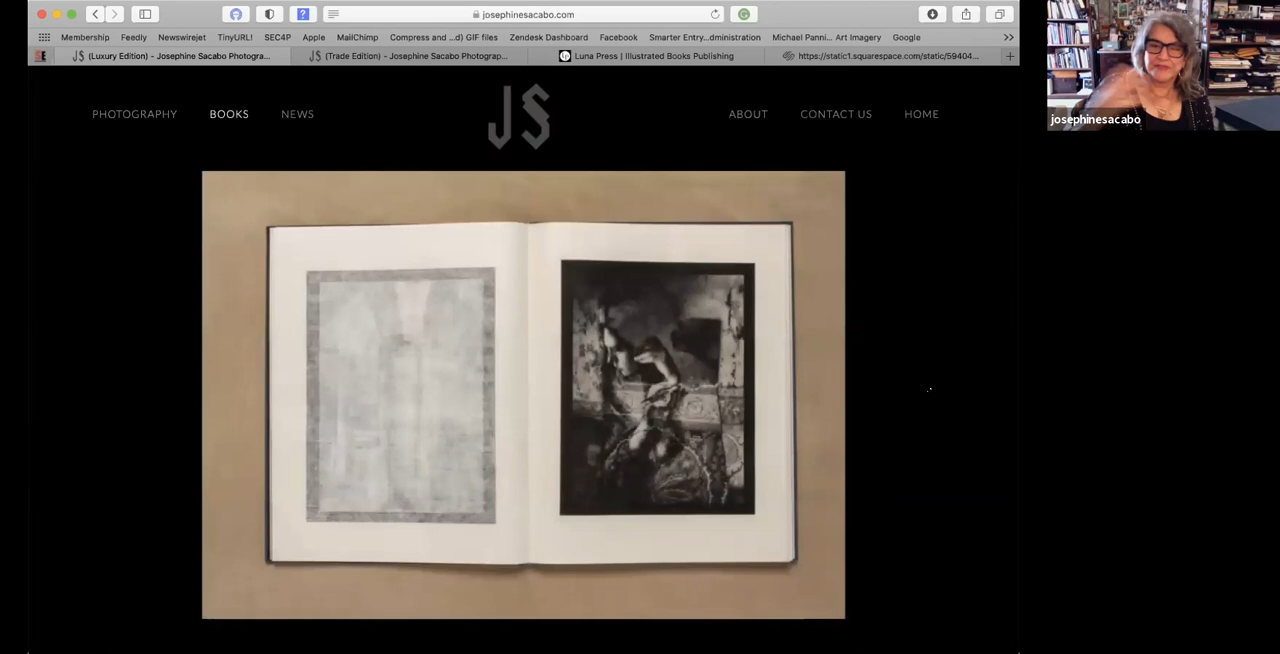 josephinesacabo.com
Membership Feedly Newswirejet TinyURL! SEC4P Apple MailChimp Compress and ...d) GIF files Zendesk Dashboard Facebook Smarter Entry...dministration Michael Panni... Art Imagery Google
(Luxury Edition) - Josephine Sacabo Photogra... (Trade Edition) - Josephine Sacabo Photograp... Luna Press | Illustrated Books Publishing https://static1.squarespace.com/static/59404...
PHOTOGRAPHY BOOKS NEWS JS ABOUT CONTACT US HOME
josephinesacabo